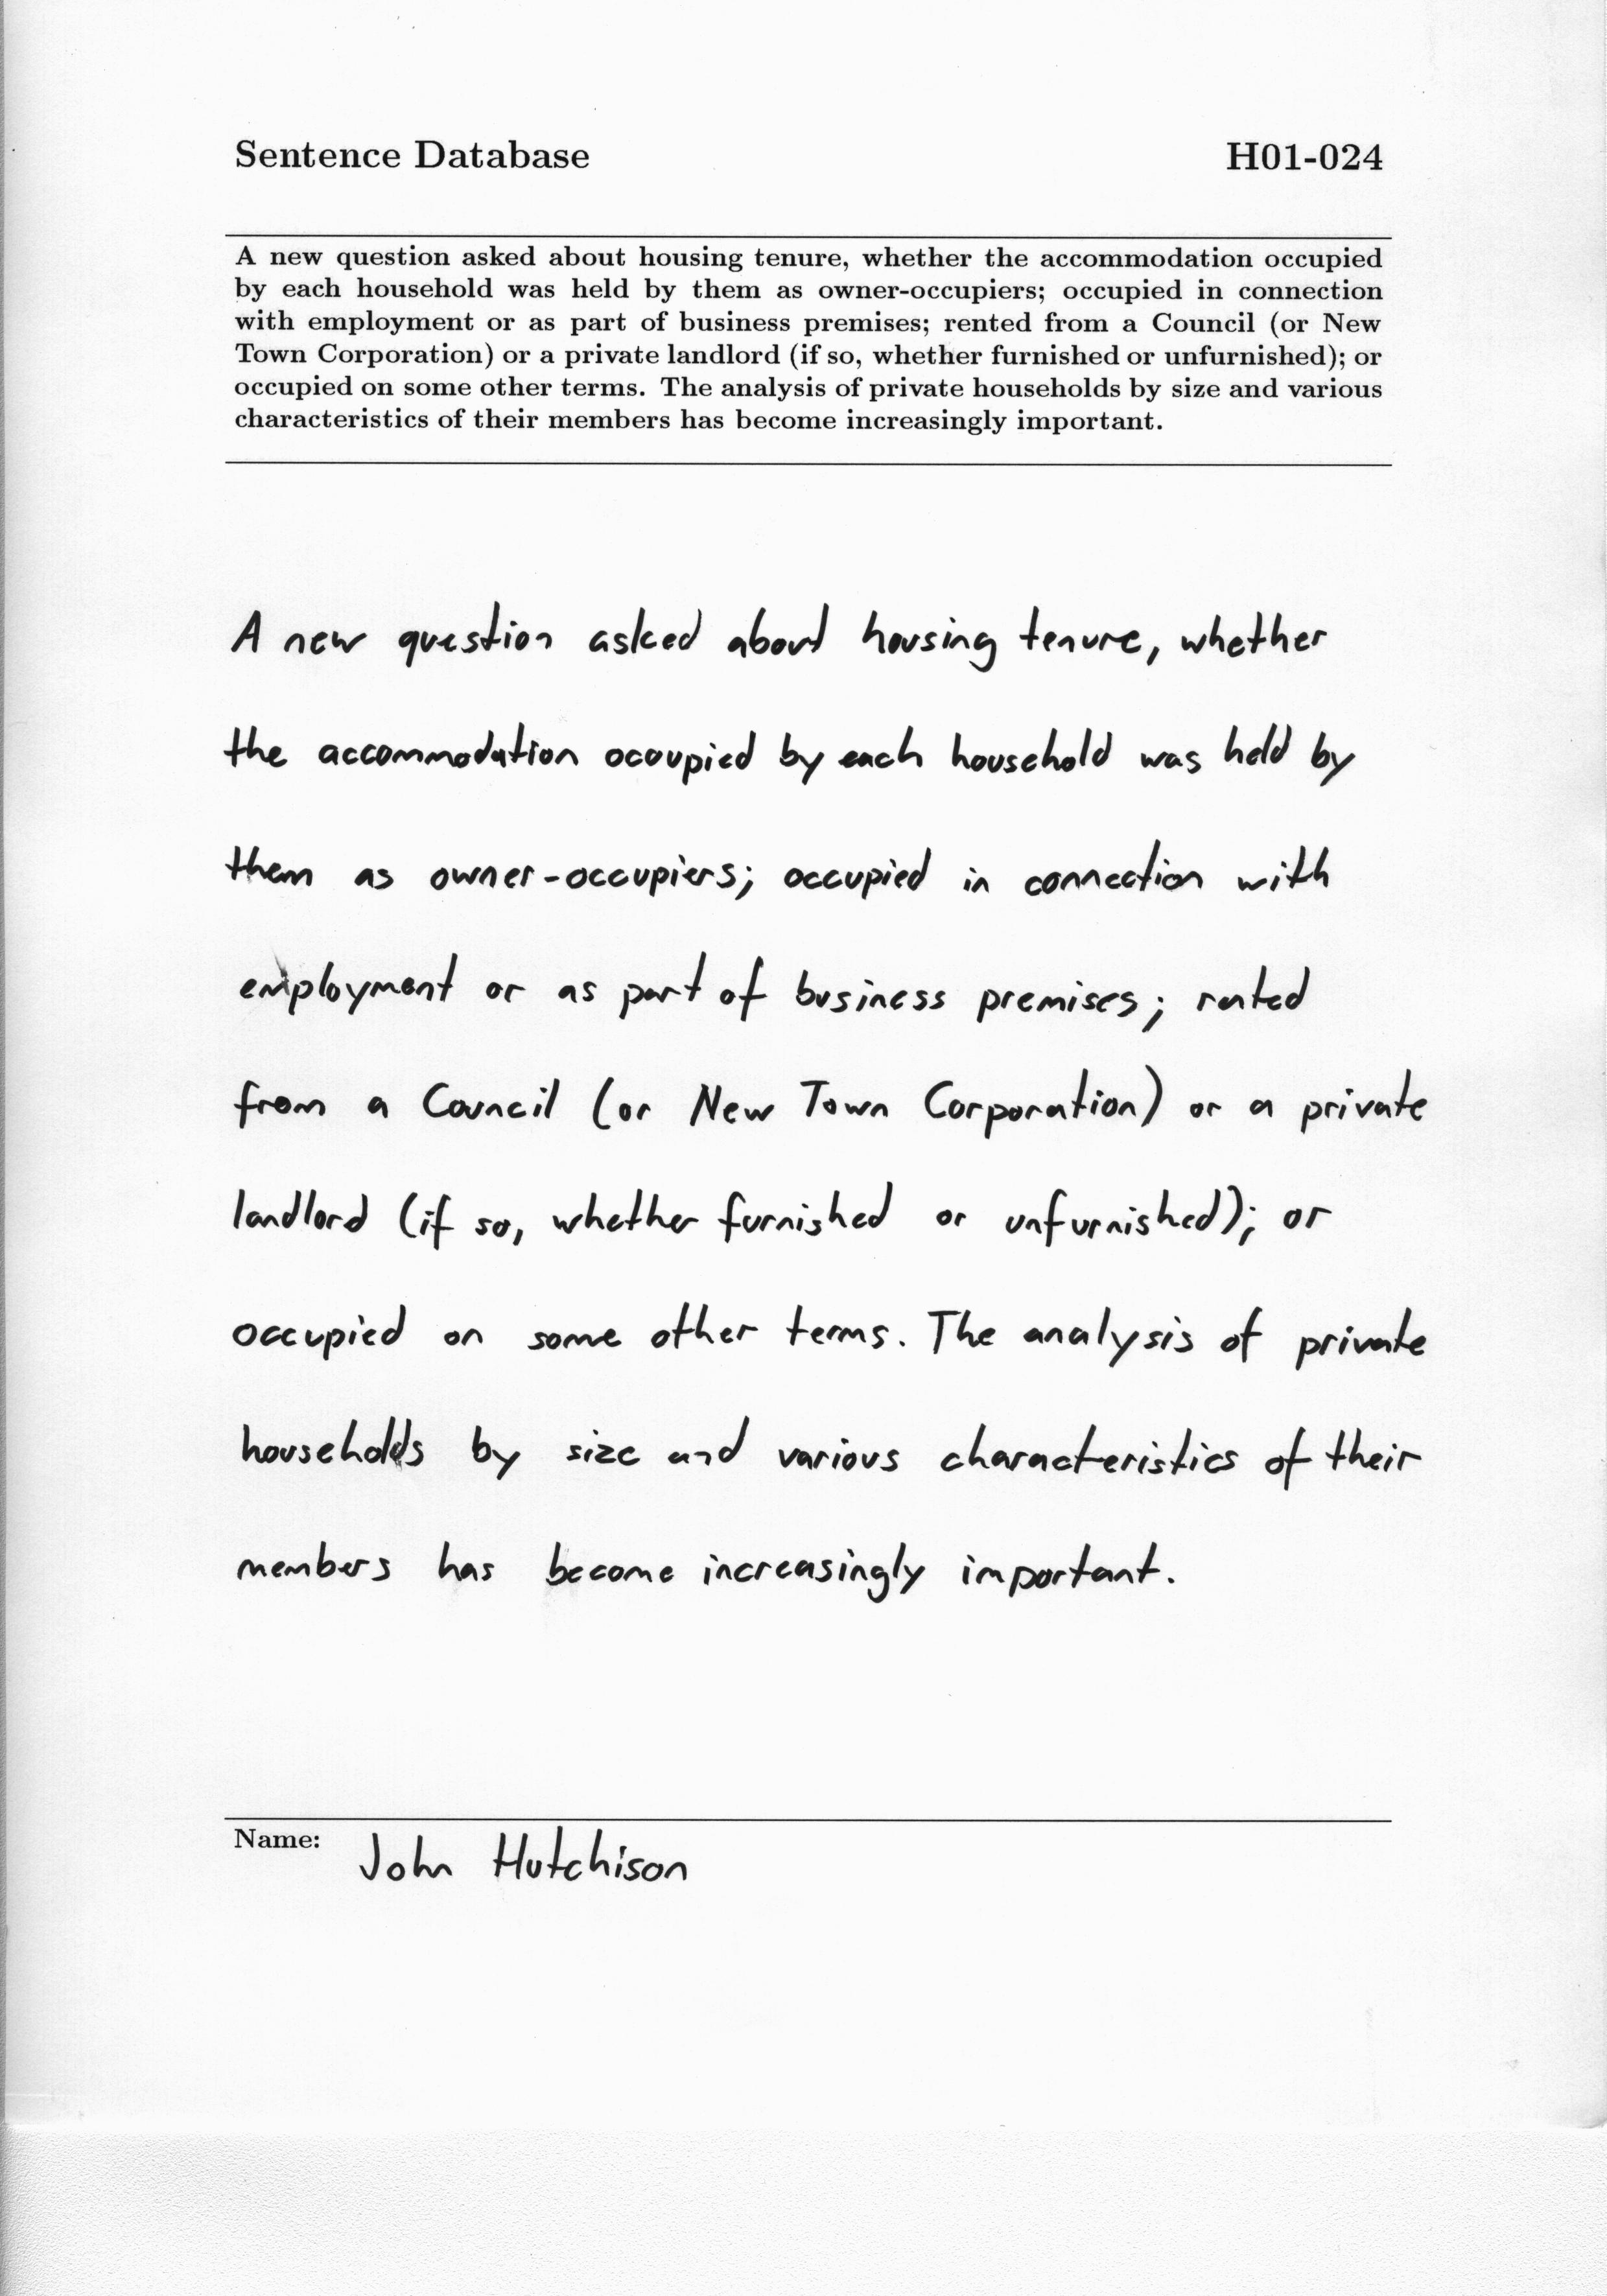 Sentence Database H01-024
A new question asked about housing tenure, whether the accommodation occupied
by each household was held by them as owner-occupiers; occupied in connection
with employment or as part of business premises; rented from a Council (or New
Town Corporation) or a private landlord (if so, whether furnished or unfurnished); or
occupied on some other terms. The analysis of private households by size and various
characteristics of their members has become increasingly important.
A new question asked about housing tenure, whether
the accommodation occupied by each household was held by
them as owner-occupiers; occupied in connection with
employment or as part of business premises; rented
from a Council (or New Town Corporation) or a private
landlord (if so, whether furnished or unfurnished); or
occupied on some other terms. The analysis of private
households by size and various characteristics of their
members has become increasingly important.
Name: John Hutchison